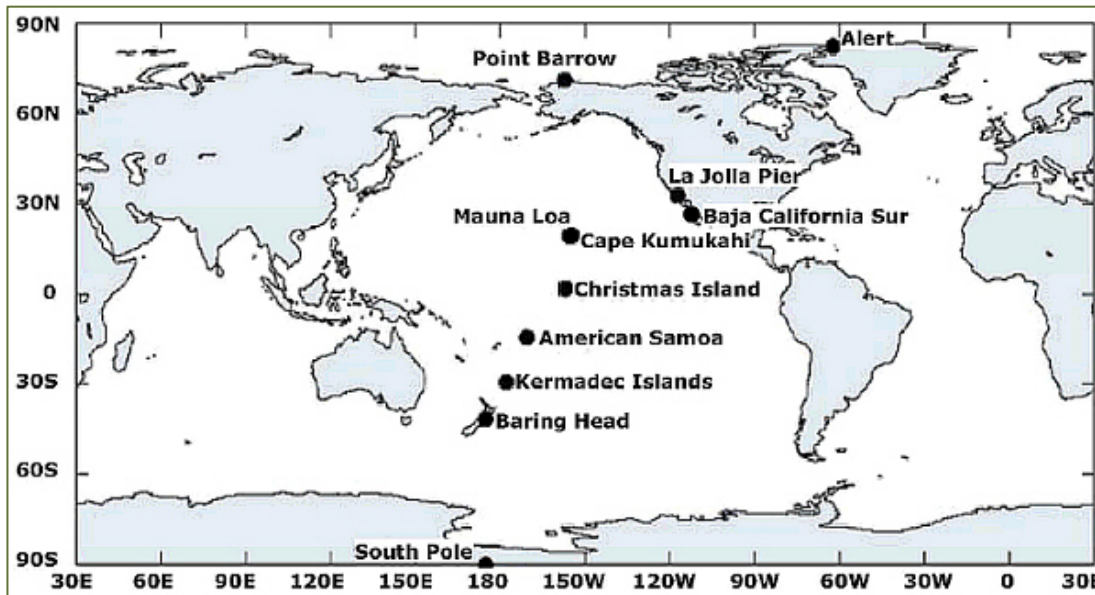 90N
Alert
Point Barrow
60N
La Jolla Pier
30N
Mauna Loa
Baja California Sur
Cape Kumukahi
0
Christmas Island
American Samoa
30S
Kermadec Islands
Baring Head
60S
South Pole
90S
30E 60E 90E 120E 150E 180 150W 120W 90W 60W 30W 0 30E